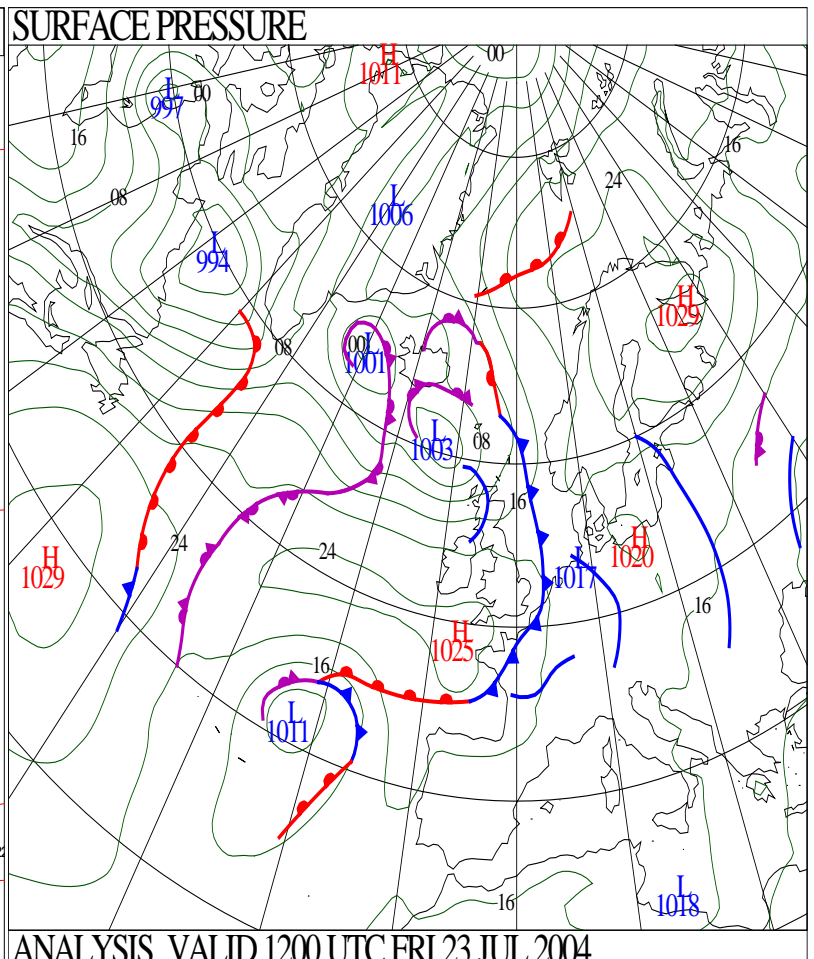 SURFACE PRESSURE
H
1011
00
L
997
00
16
16
24
08
L
1006
L
994
H
1029
08
00
L
1001
L
1003
08
16
H
1029
24
24
H
1020
L
1017
16
H
1025
16
L
1011
16
L
1018
ANALYSIS VALID 1200 UTC FRI 23 JUL 2004